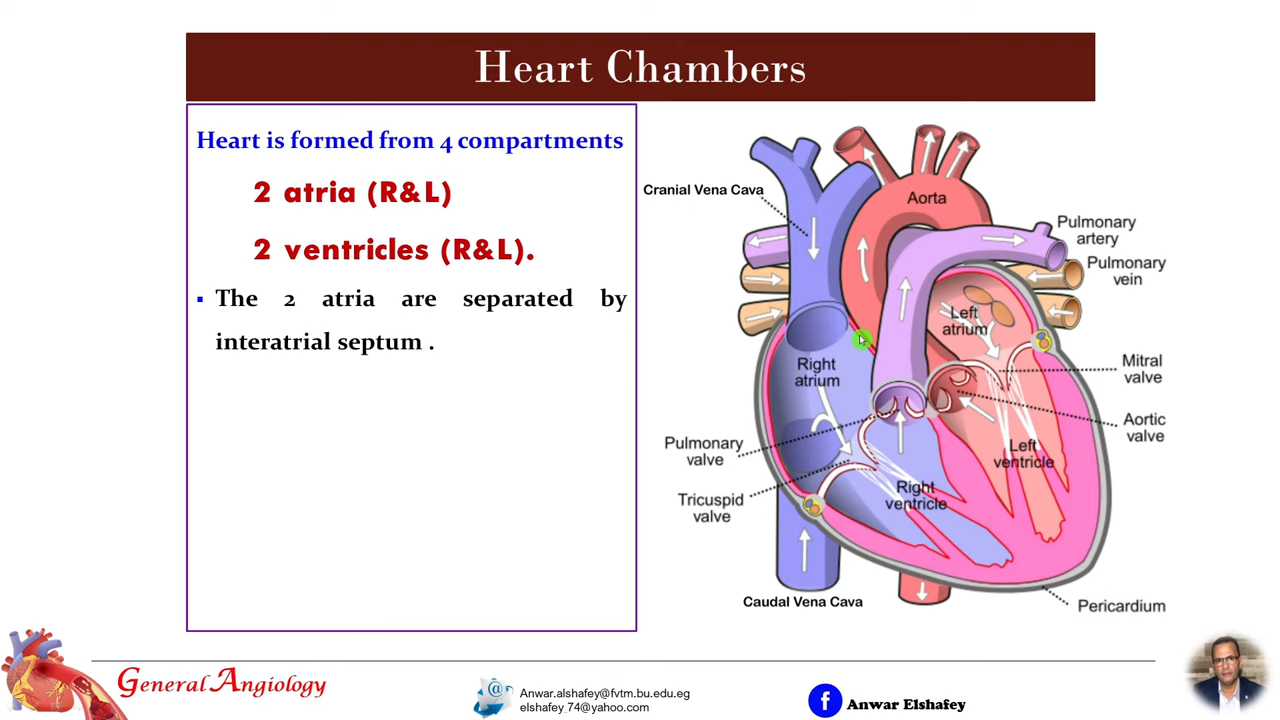 Heart Chambers
Heart is formed from 4 compartments
2 atria (R&L)
2 ventricles (R&L).
▪ The 2 atria are separated by
interatrial septum .
Cranial Vena Cava
Aorta
Pulmonary
artery
Pulmonary
vein
Left
atrium
Right
atrium
Mitral
valve
Aortic
valve
Pulmonary
valve
Left
ventricle
Tricuspid
valve
Right
ventricle
Caudal Vena Cava
Pericardium
General Angiology
@
Anwar.alshafey@fvtm.bu.edu.eg
elshafey_74@yahoo.com
f
Anwar Elshafey